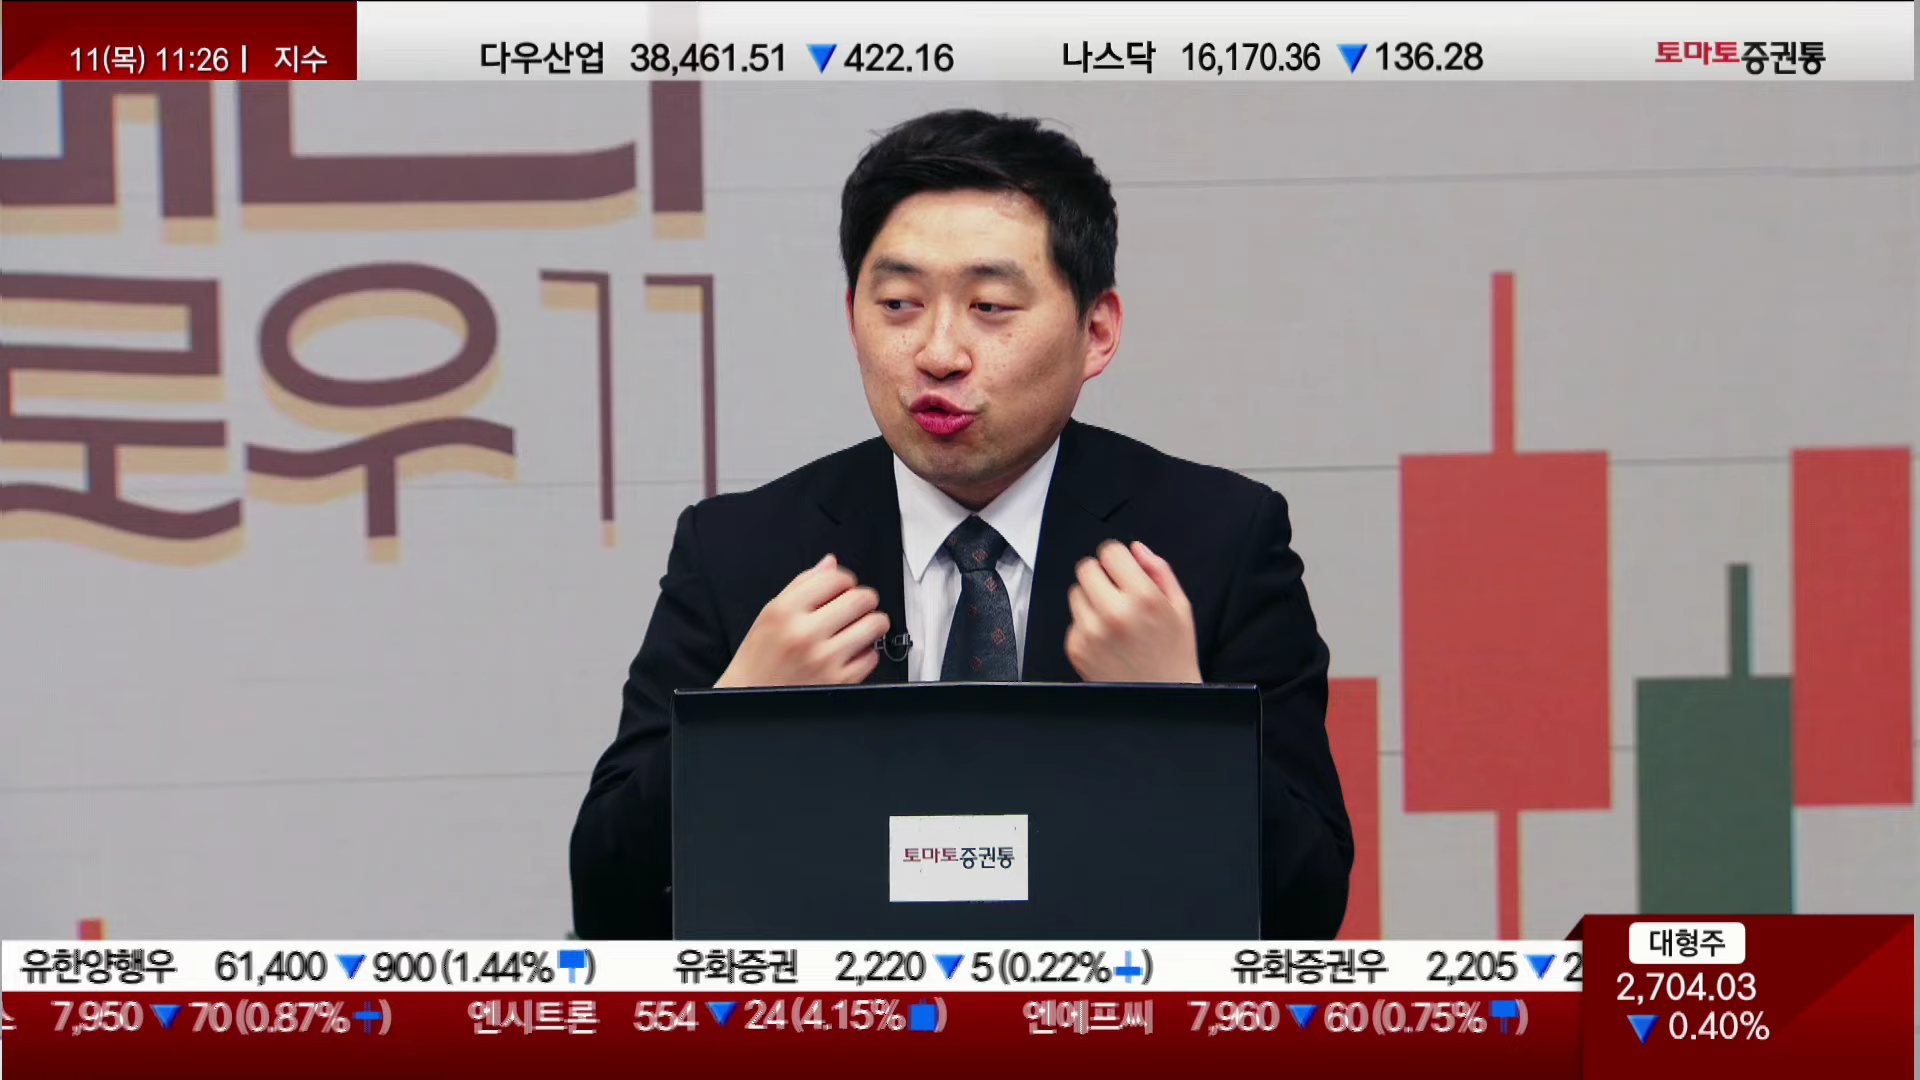 11(목) 11:26 | 지수 다우산업 38,461.51 ▼422.16 나스닥 16,170.36 ▼136.28 토마토증권통
로우
토마토증권통
유한양행우 61,400 ▼900(1.44%) 유화증권 2,220 ▼5(0.22%) 유화증권우 2,205 ▼
7,950 ▼70(0.87%) 엔시트론 554 ▼24(4.15%) 엔에프씨 7,960 ▼60(0.75%)
대형주
2,704.03
▼0.40%